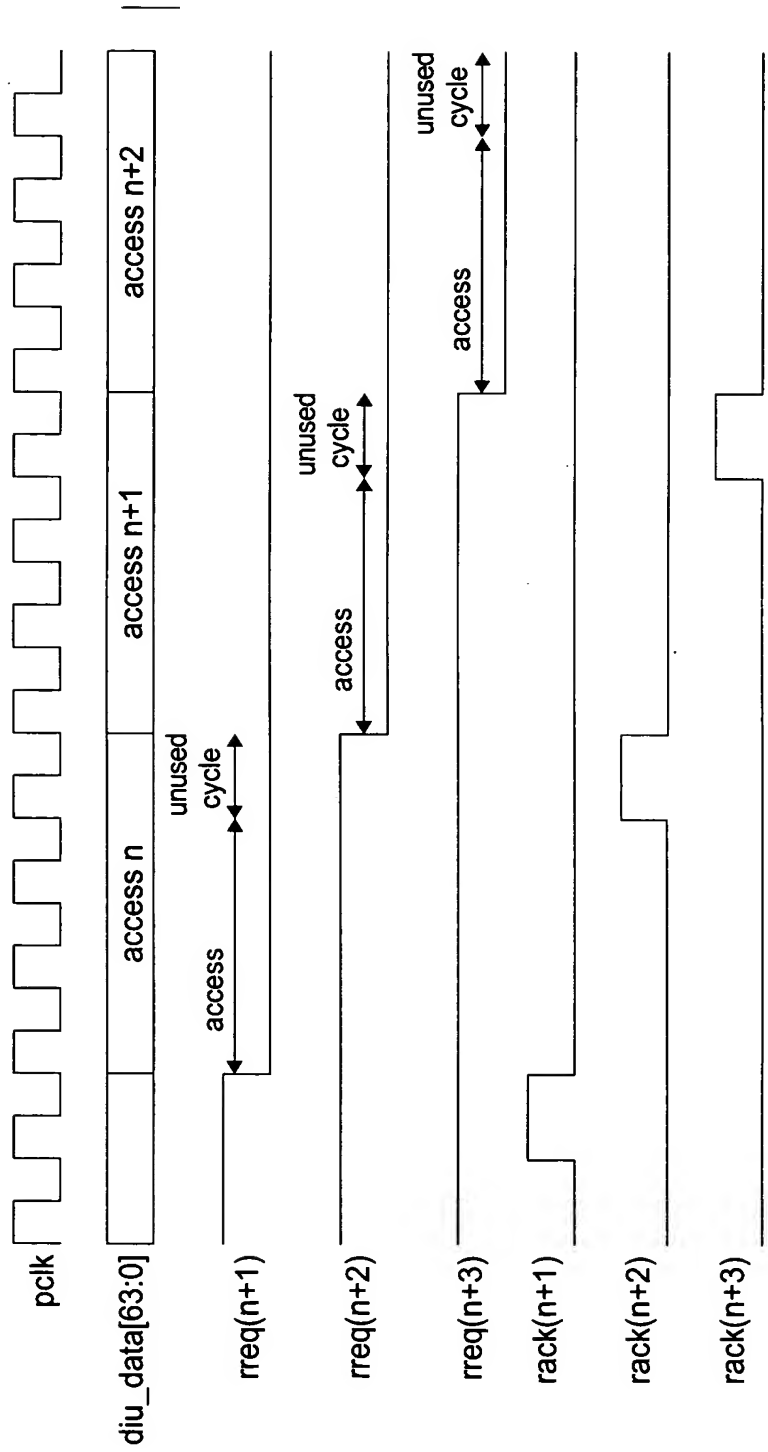 pclk
diu_data[63:0]
access n
access n+1
access n+2
rreq(n+1)
access
unused
cycle
rreq(n+2)
access
unused
cycle
rreq(n+3)
access
unused
cycle
rack(n+1)
rack(n+2)
rack(n+3)